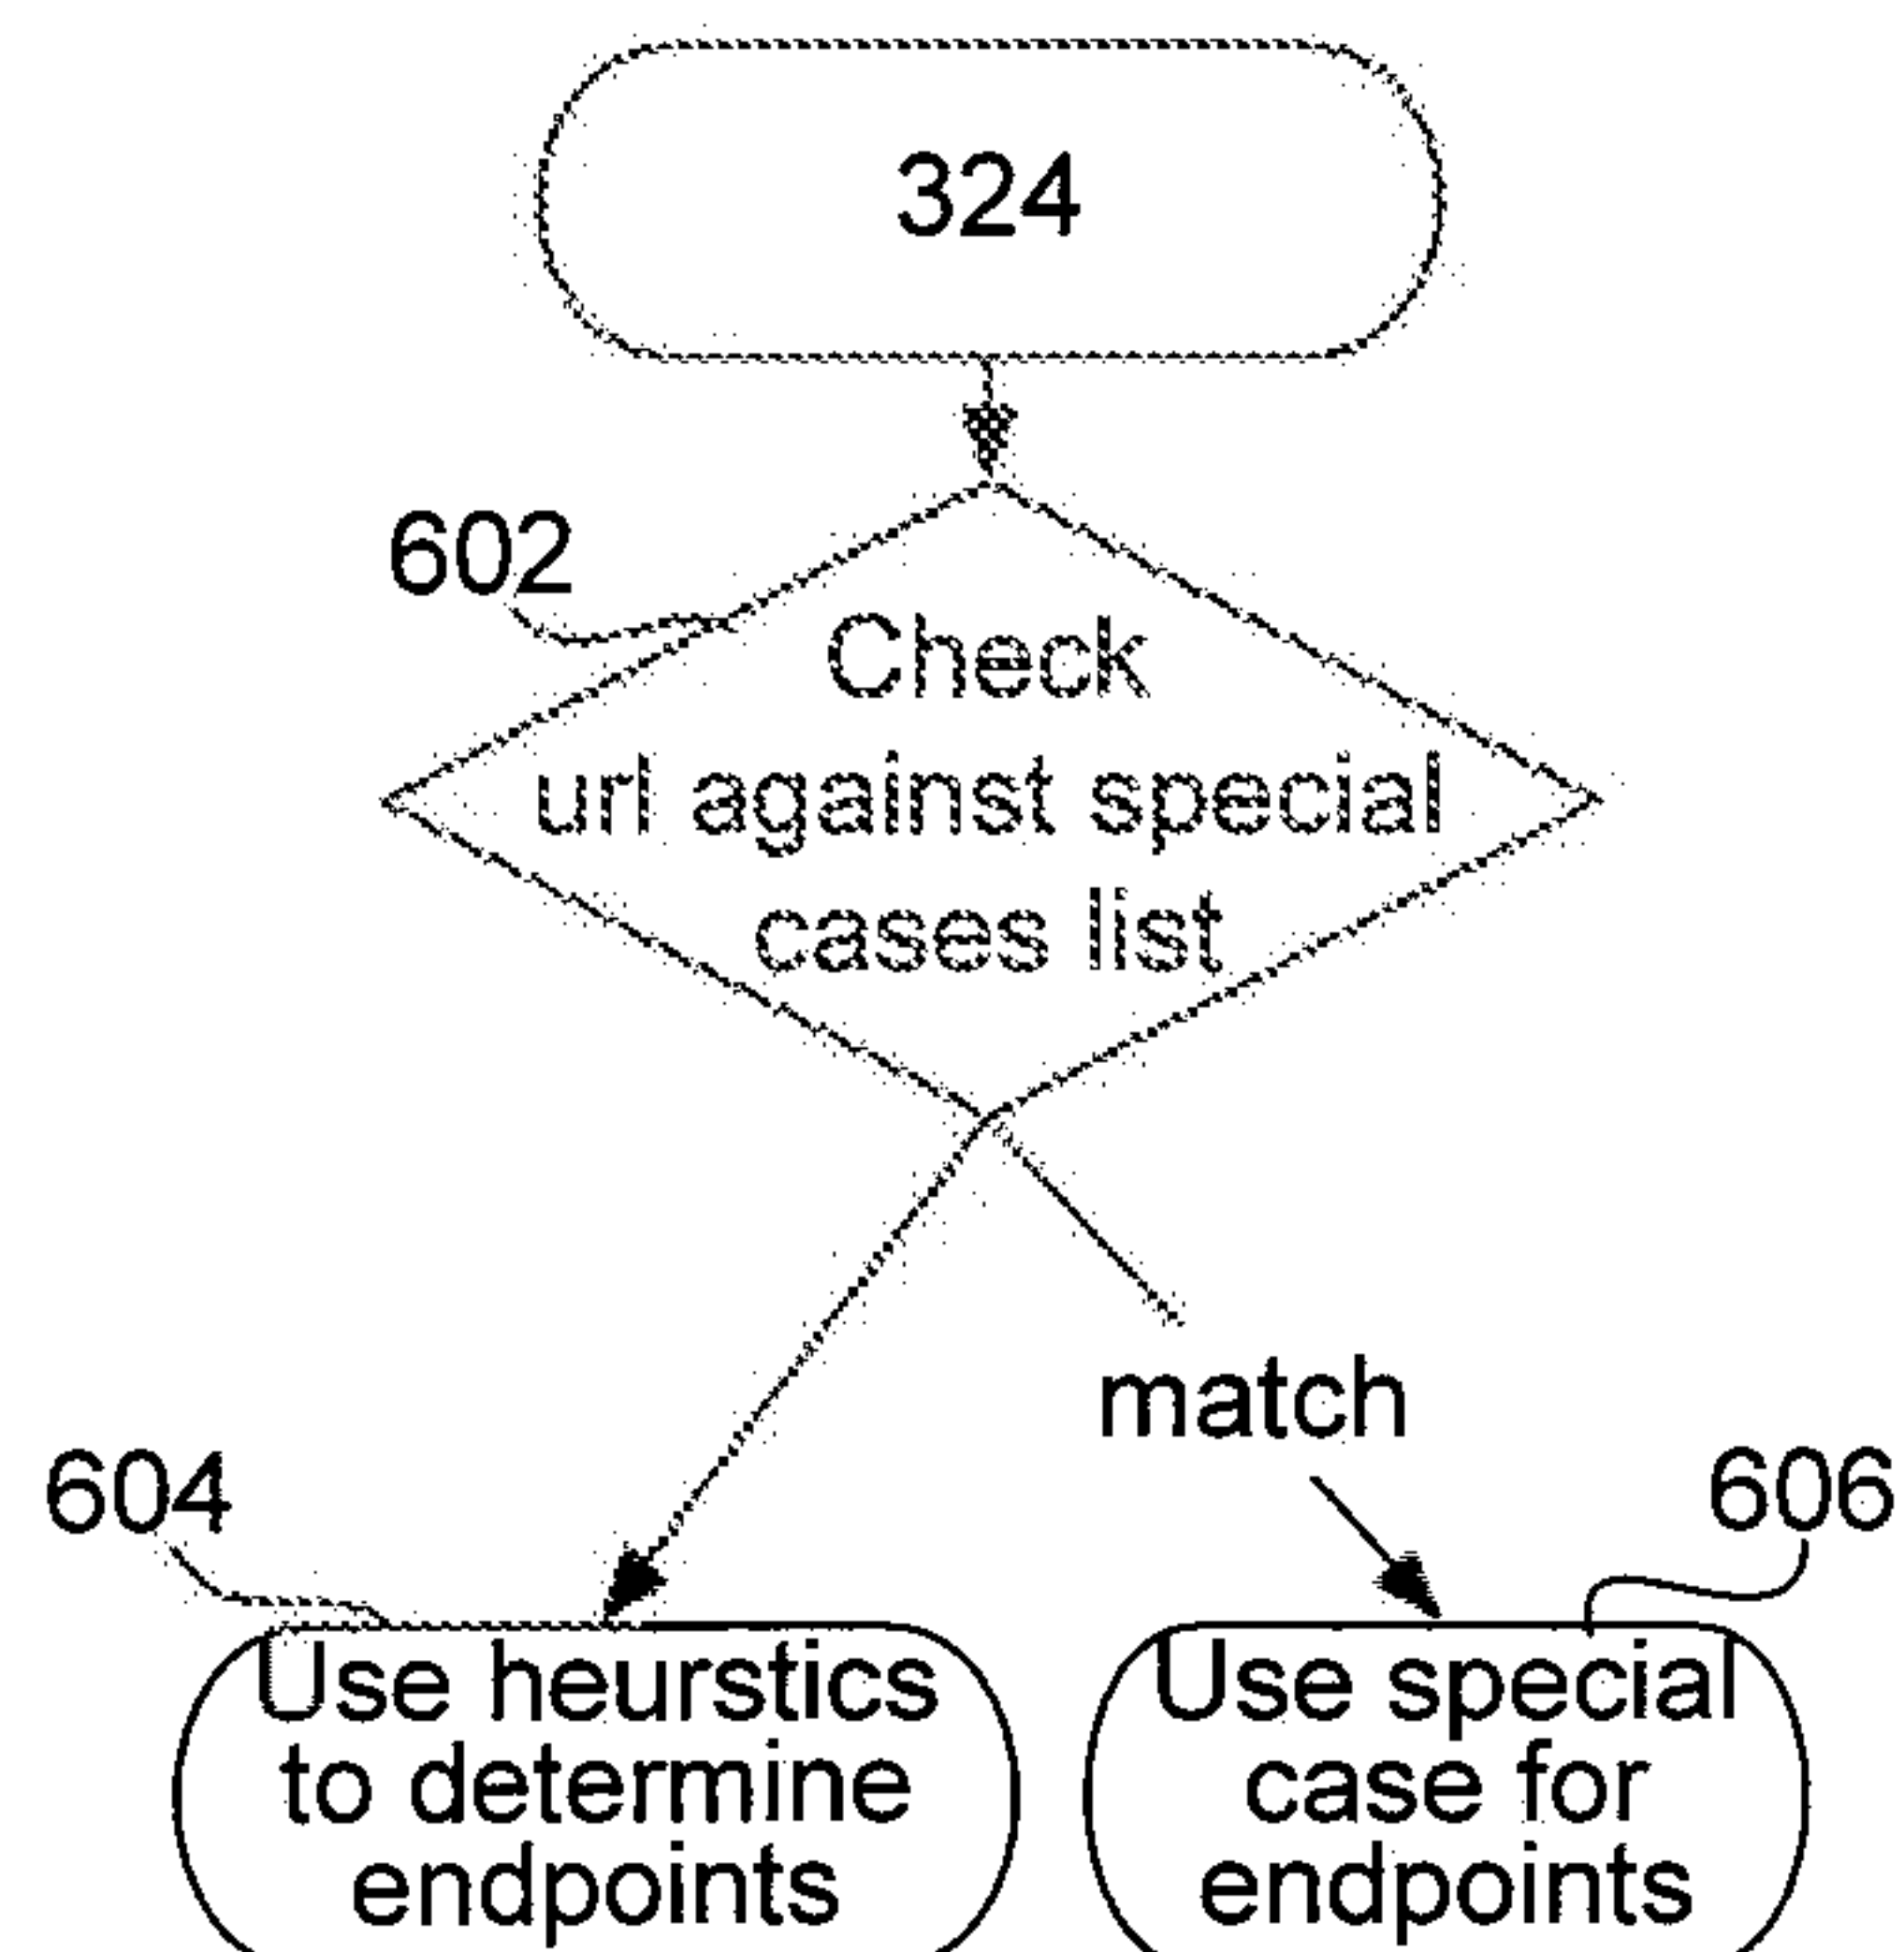 324
602
Check
url against special
cases list
match
604
606
Use heurstics
to determine
endpoints
Use special
case for
endpoints